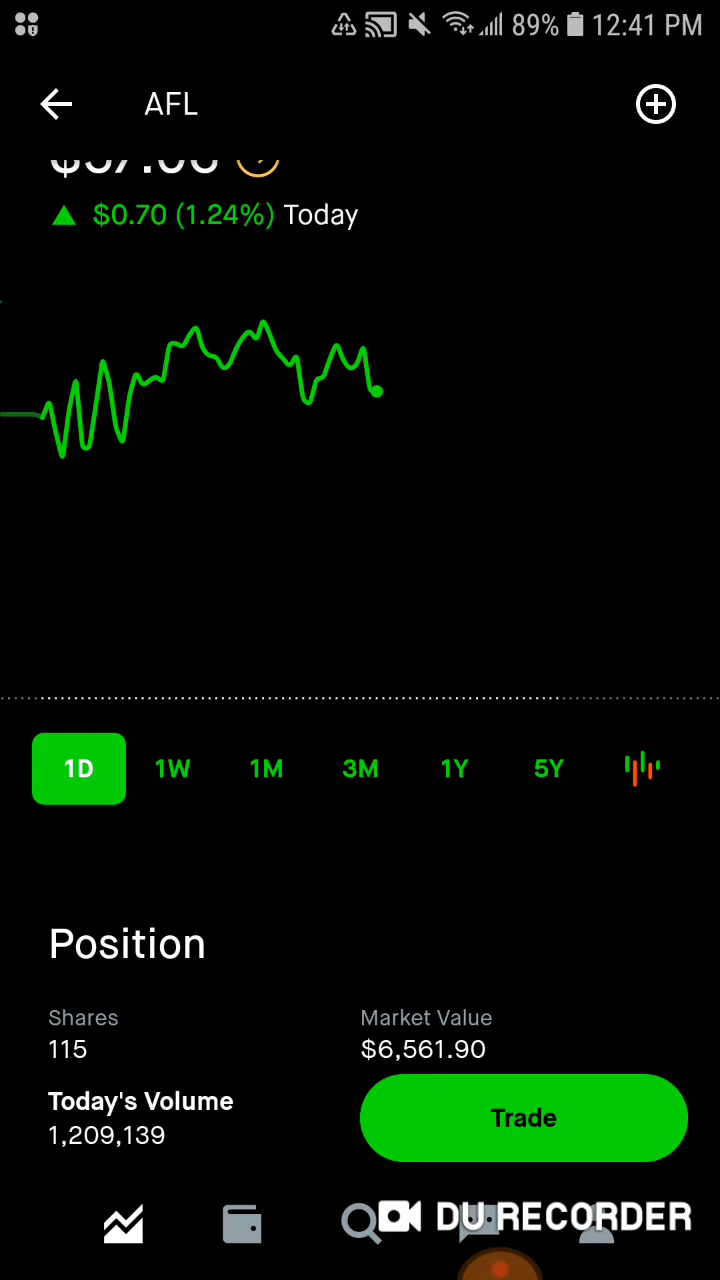 89% 12:41 PM
AFL
$0.70 (1.24%) Today
1D 1W 1M 3M 1Y 5Y
Position
Shares Market Value
115 $6,561.90
Today's Volume
1,209,139
Trade
DU RECORDER